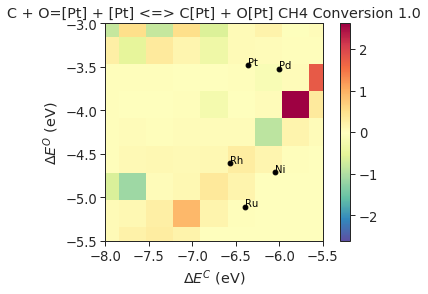 C + O=[Pt] + [Pt] <=> C[Pt] + O[Pt] CH4 Conversion 1.0
−3.0
−3.5
−4.0
−4.5
−5.0
−5.5
ΔE^O (eV)
Pt
Pd
Rh
Ni
Ru
−8.0 −7.5 −7.0 −6.5 −6.0 −5.5
ΔE^C (eV)
2
1
0
−1
−2